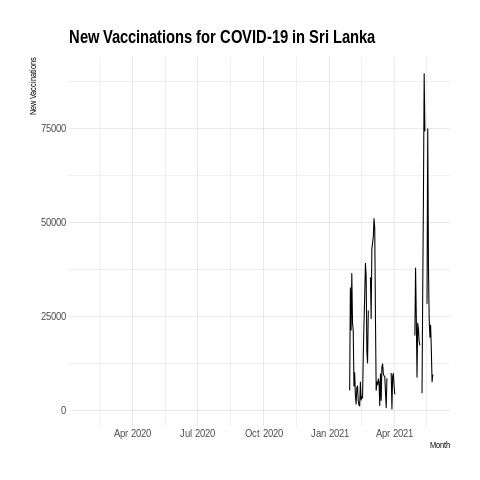 New Vaccinations for COVID-19 in Sri Lanka
New Vaccinations
75000
50000
25000
0
Apr 2020 Jul 2020 Oct 2020 Jan 2021 Apr 2021
Month